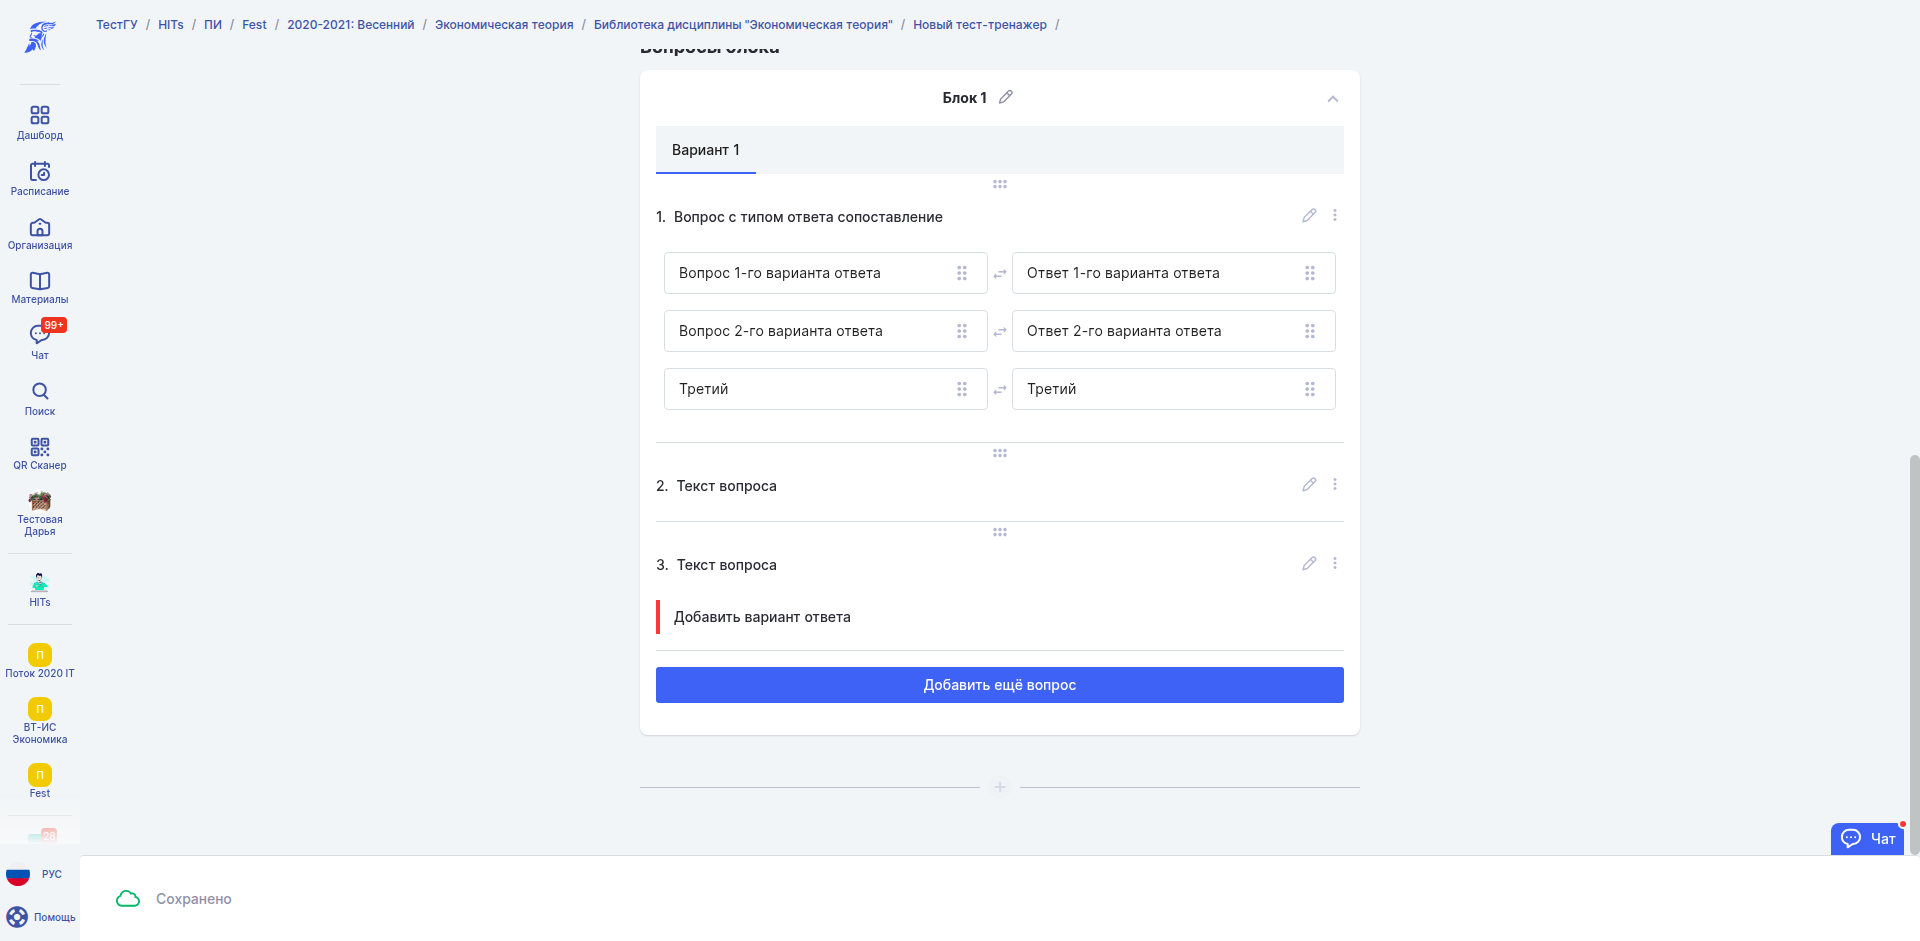 ТестГУ / HITs / ПИ / Fest / 2020-2021: Весенний / Экономическая теория / Библиотека дисциплины "Экономическая теория" / Новый тест-тренажер /
Вопросы блока
Блок 1
Вариант 1
1. Вопрос с типом ответа сопоставление
Вопрос 1-го варианта ответа
Ответ 1-го варианта ответа
Вопрос 2-го варианта ответа
Ответ 2-го варианта ответа
Третий
Третий
2. Текст вопроса
3. Текст вопроса
Добавить вариант ответа
Добавить ещё вопрос
Дашборд
Расписание
Организация
Материалы
99+
Чат
Поиск
QR Сканер
Тестовая
Дарья
HITs
П
Поток 2020 IT
П
ВТ-ИС
Экономика
П
Fest
28
РУС
Помощь
Чат
Сохранено